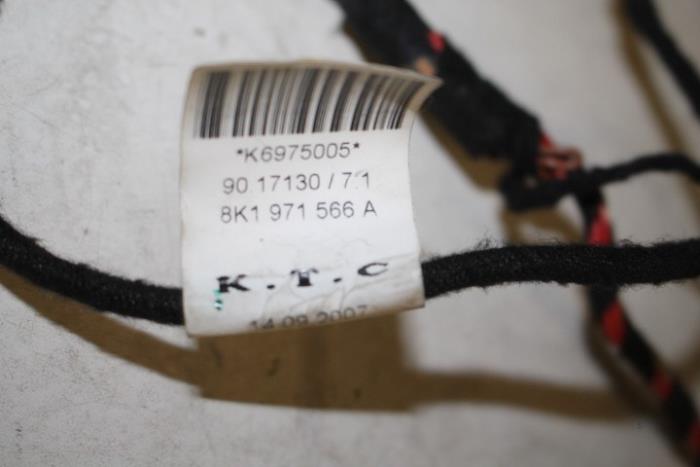 *K6975005*
90 17130 / 7.1
8K1 971 566 A
K . T . C
14.09.2007